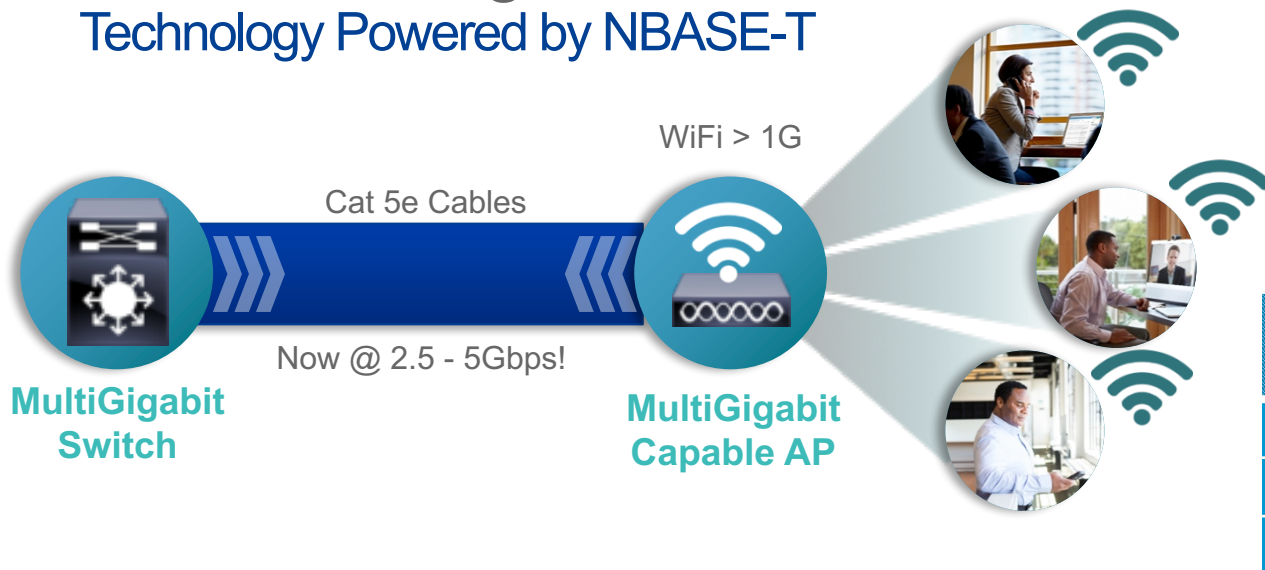 Technology Powered by NBASE-T
WiFi > 1G
Cat 5e Cables
Now @ 2.5 - 5Gbps!
MultiGigabit
Switch
MultiGigabit
Capable AP